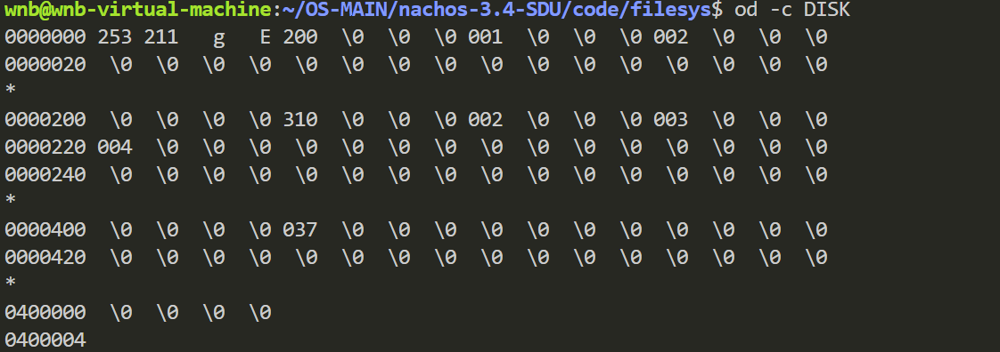 wnb@wnb-virtual-machine:~/OS-MAIN/nachos-3.4-SDU/code/filesys$ od -c DISK
0000000 253 211   g   E 200  \0  \0  \0 001  \0  \0  \0 002  \0  \0  \0
0000020  \0  \0  \0  \0  \0  \0  \0  \0  \0  \0  \0  \0  \0  \0  \0  \0
*
0000200  \0  \0  \0  \0 310  \0  \0  \0 002  \0  \0  \0 003  \0  \0  \0
0000220 004  \0  \0  \0  \0  \0  \0  \0  \0  \0  \0  \0  \0  \0  \0  \0
0000240  \0  \0  \0  \0  \0  \0  \0  \0  \0  \0  \0  \0  \0  \0  \0  \0
*
0000400  \0  \0  \0  \0 037  \0  \0  \0  \0  \0  \0  \0  \0  \0  \0  \0
0000420  \0  \0  \0  \0  \0  \0  \0  \0  \0  \0  \0  \0  \0  \0  \0  \0
*
0400000  \0  \0  \0  \0
0400004